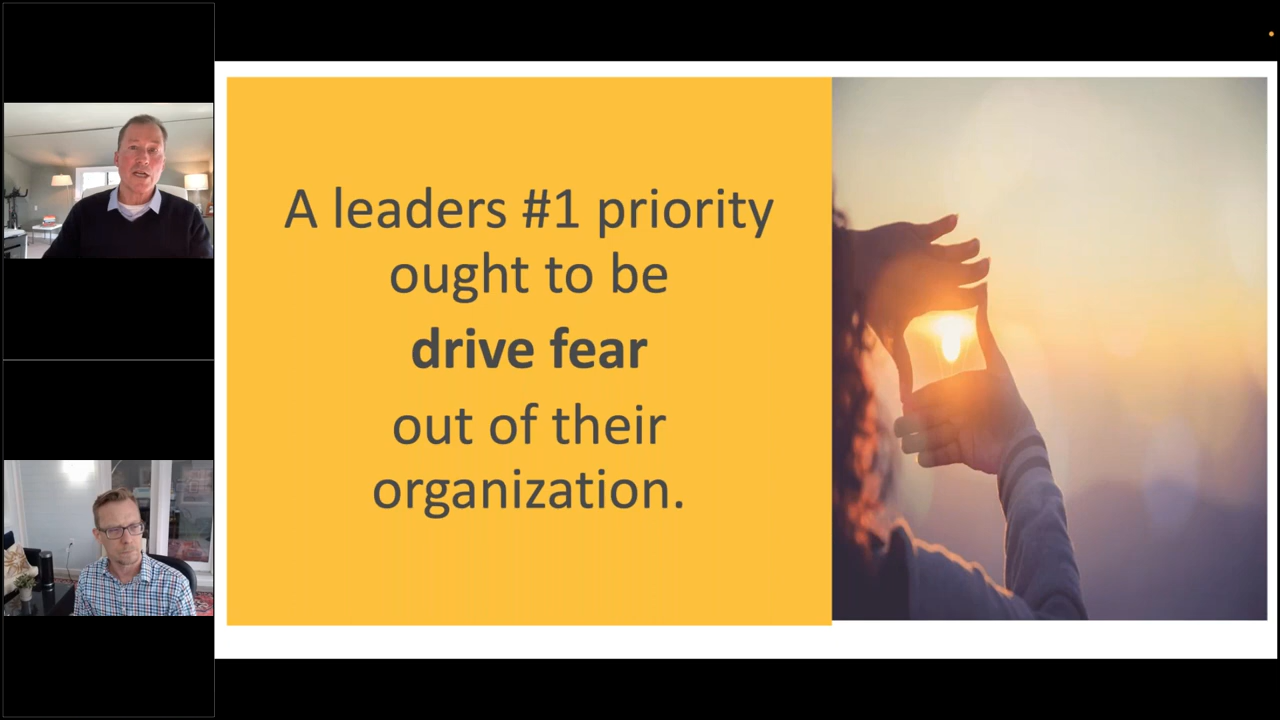 A leaders #1 priority
ought to be
drive fear
out of their
organization.